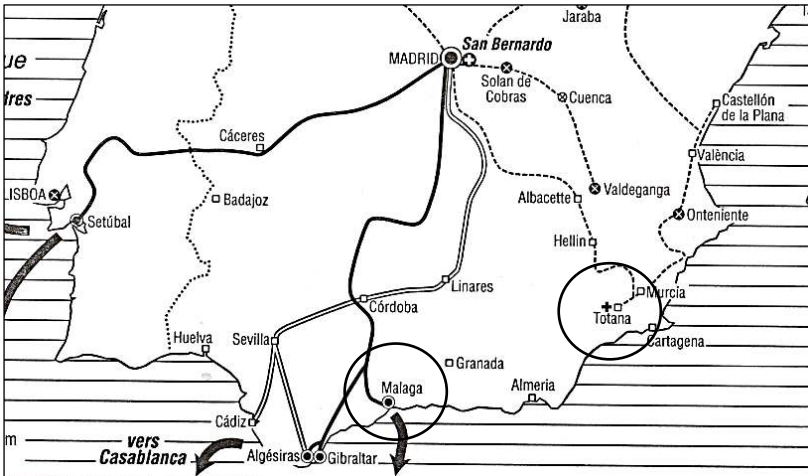 Jaraba
San Bernardo
MADRID
ue
Solan de
Cobras
dres
Cuenca
Castellón
de la Plana
Cáceres
València
LISBOA
Badajoz
Albacette
Valdeganga
Setúbal
Onteniente
Hellin
Linares
Murcia
Córdoba
Totana
Huelva
Sevilla
Cartagena
Granada
Malaga
Almeria
Cádiz
m
vers
Casablanca
Algésiras
Gibraltar